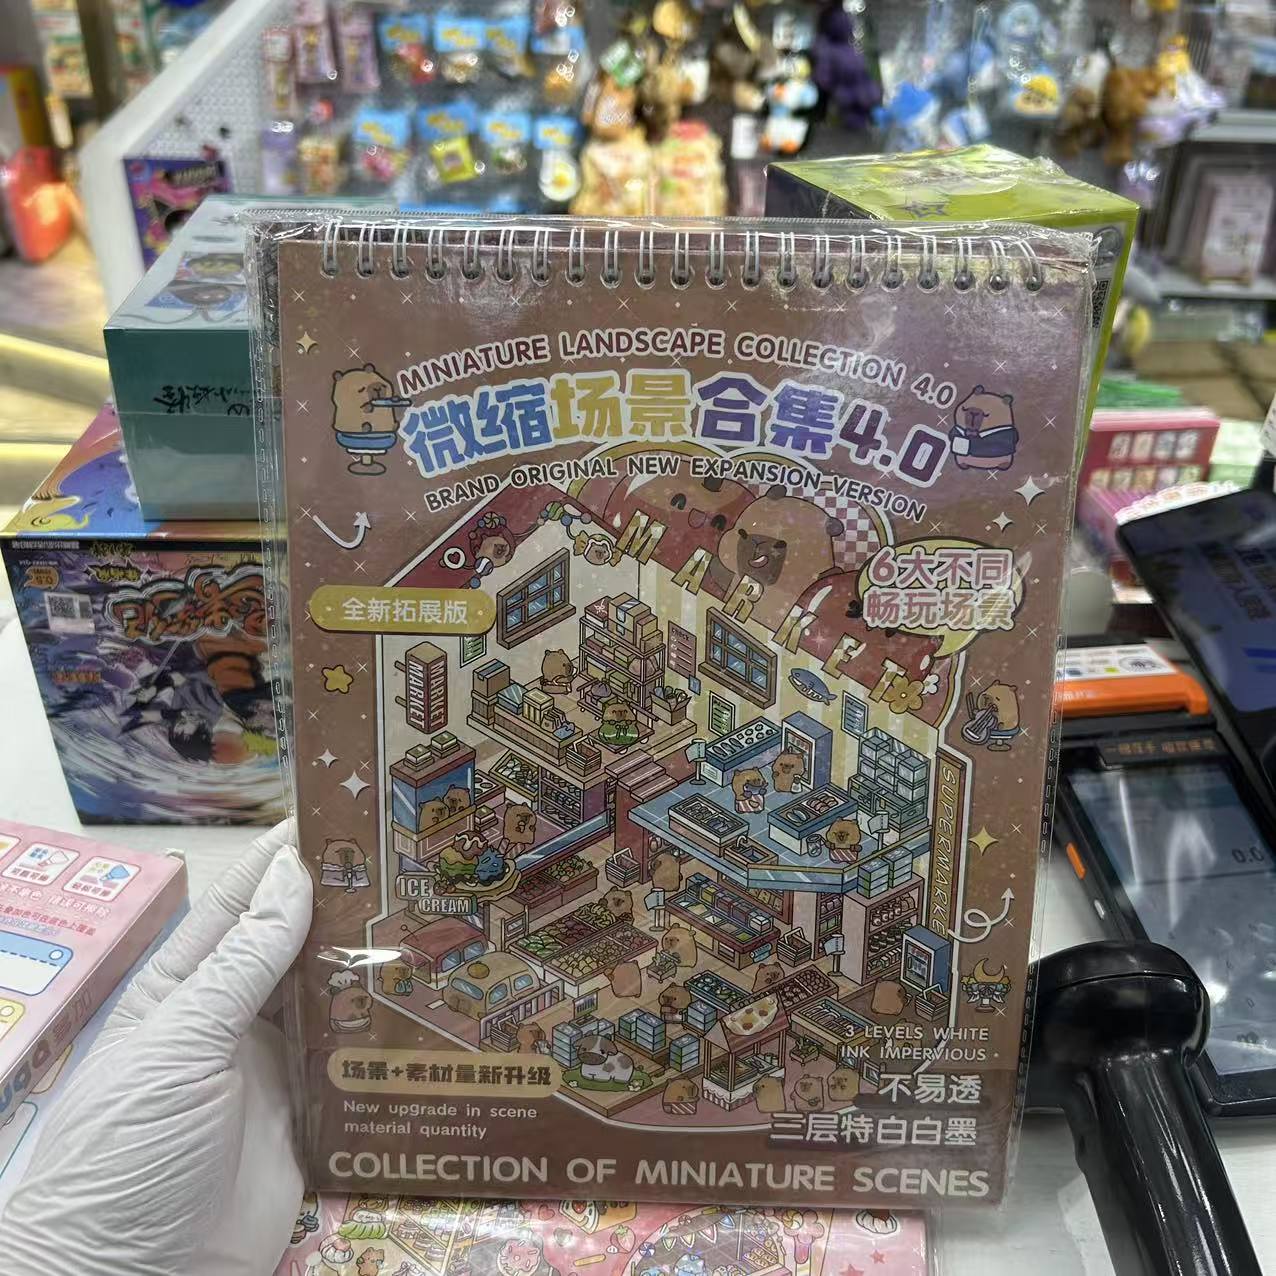 MINIATURE LANDSCAPE COLLECTION 4.0
微缩场景合集4.0
BRAND ORIGINAL NEW EXPANSION VERSION
MARKET
6大不同
畅玩场景
全新拓展版
MARKET
MARKET
SUPERMARKE
ICE
CREAM
3 LEVELS WHITE
INK IMPERVIOUS
不易透
三层特白白墨
场景+素材量新升级
New upgrade in scene
material quantity
COLLECTION OF MINIATURE SCENES